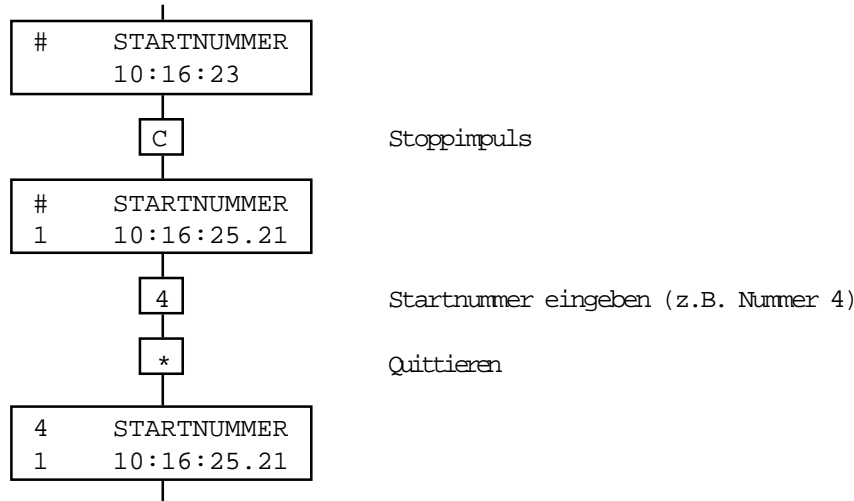 # STARTNUMMER
10:16:23
C Stoppimpuls
# STARTNUMMER
1 10:16:25.21
4 Startnummer eingeben (z.B. Nummer 4)
* Quittieren
4 STARTNUMMER
1 10:16:25.21